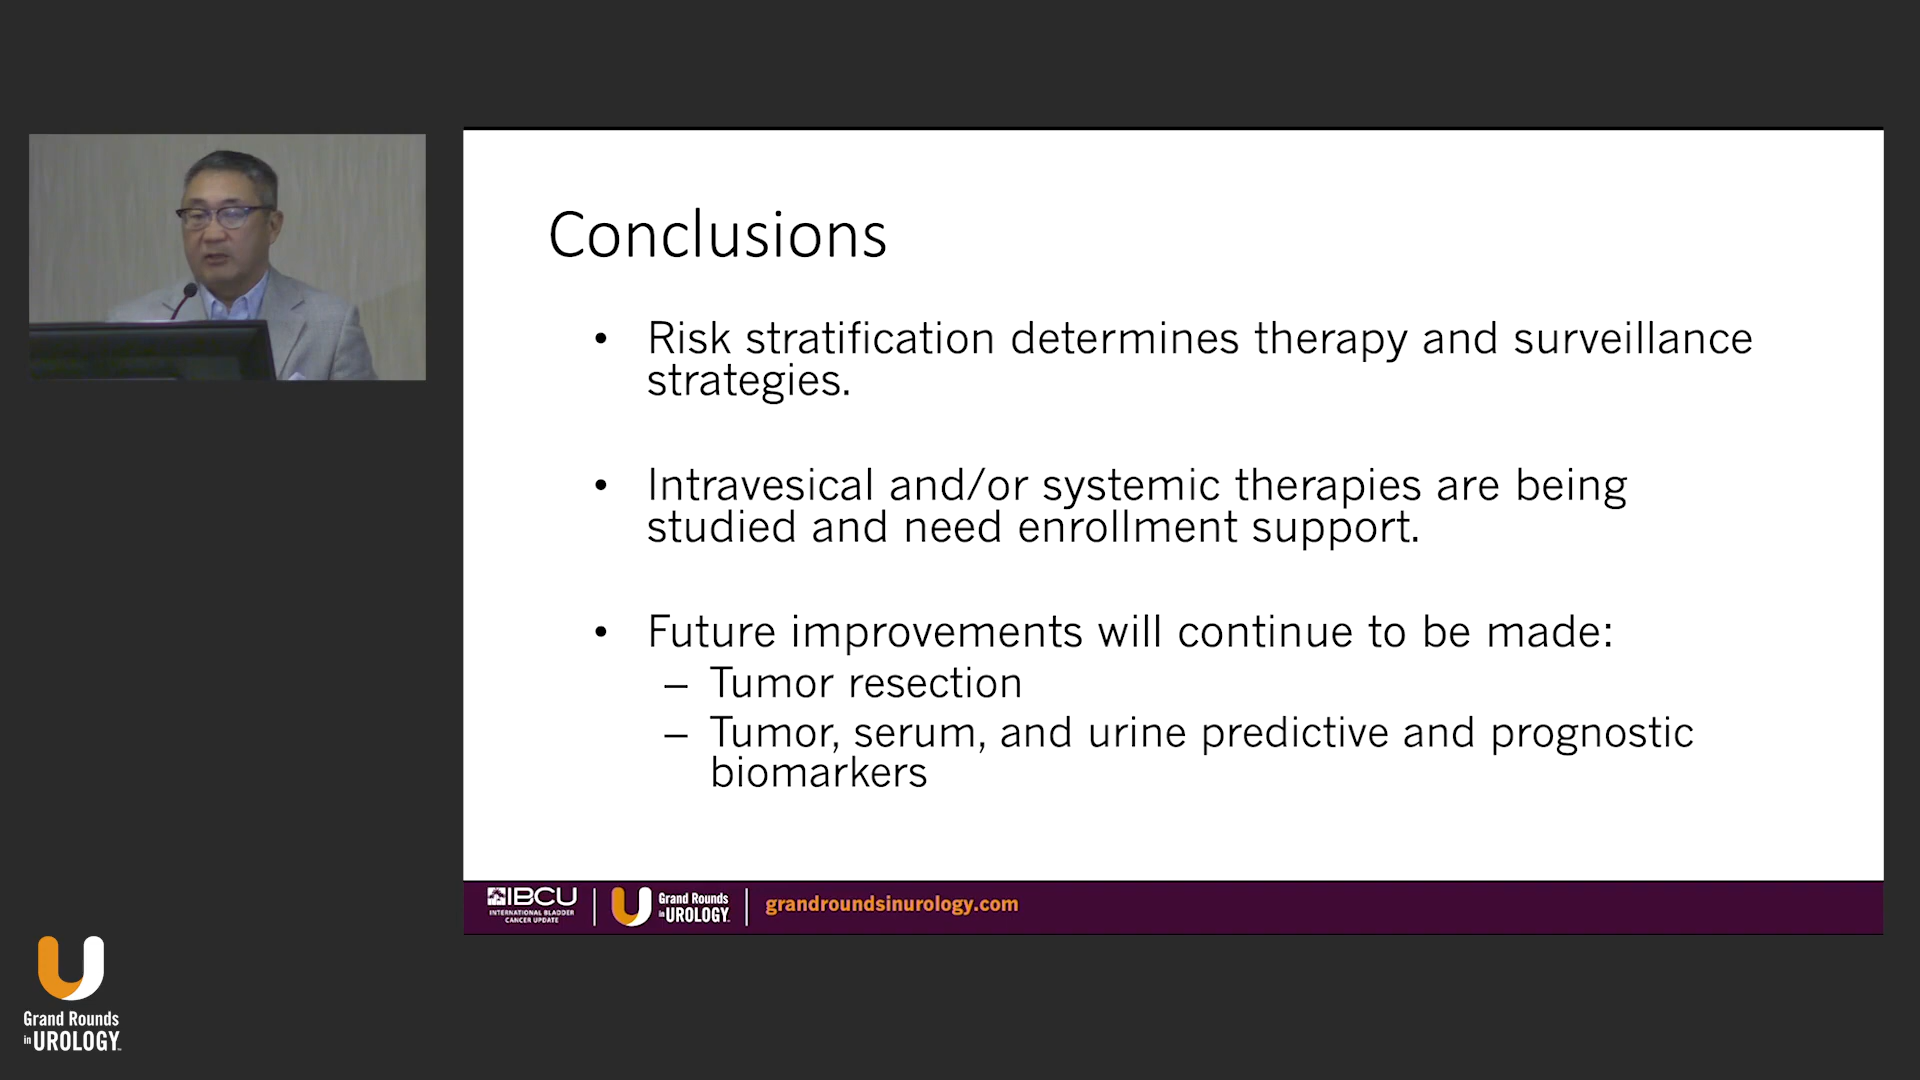 Conclusions
• Risk stratification determines therapy and surveillance
strategies.
• Intravesical and/or systemic therapies are being
studied and need enrollment support.
• Future improvements will continue to be made:
– Tumor resection
– Tumor, serum, and urine predictive and prognostic
biomarkers
IBCU
INTERNATIONAL BLADDER
CANCER UPDATE
Grand Rounds
in UROLOGY™
grandroundsinurology.com
Grand Rounds
in UROLOGY™